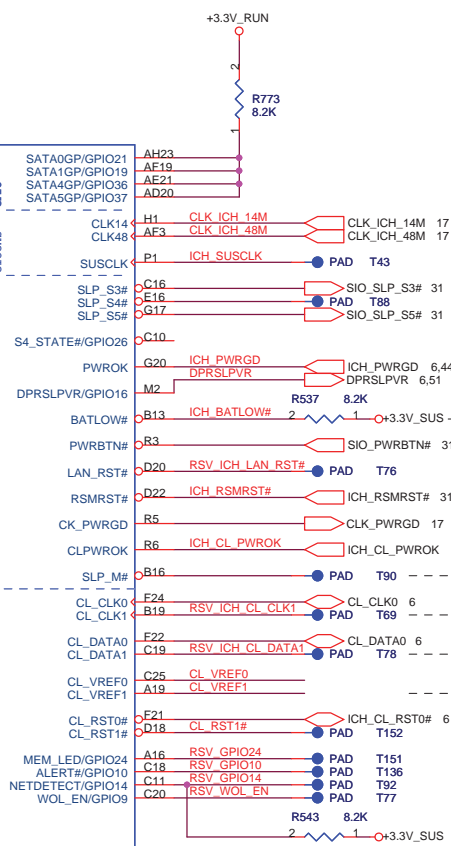 +3.3V_RUN
2
R773
8.2K
1
SATA0GP/GPIO21 AH23
SATA1GP/GPIO19 AF19
SATA4GP/GPIO36 AE21
SATA5GP/GPIO37 AD20
CLK14 H1 CLK_ICH_14M CLK_ICH_14M 17
CLK48 AF3 CLK_ICH_48M CLK_ICH_48M 17
SUSCLK P1 ICH_SUSCLK PAD T43
SLP_S3# C16 SIO_SLP_S3# 31
SLP_S4# E16 PAD T88
SLP_S5# G17 SIO_SLP_S5# 31
S4_STATE#/GPIO26 C10
PWROK G20 ICH_PWRGD ICH_PWRGD 6,44
DPRSLPVR/GPIO16 M2 DPRSLPVR DPRSLPVR 6,51
R537 8.2K
BATLOW# B13 ICH_BATLOW# 2 1 +3.3V_SUS
PWRBTN# R3 SIO_PWRBTN# 31
LAN_RST# D20 RSV_ICH_LAN_RST# PAD T76
RSMRST# D22 ICH_RSMRST# ICH_RSMRST# 31
CK_PWRGD R5 CLK_PWRGD 17
CLPWROK R6 ICH_CL_PWROK ICH_CL_PWROK
SLP_M# B16 PAD T90
CL_CLK0 F24 CL_CLK0 6
CL_CLK1 B19 RSV_ICH_CL_CLK1 PAD T69
CL_DATA0 F22 CL_DATA0 6
CL_DATA1 C19 RSV_ICH_CL_DATA1 PAD T78
CL_VREF0 C25 CL_VREF0
CL_VREF1 A19 CL_VREF1
CL_RST0# F21 ICH_CL_RST0# 6
CL_RST1# D18 CL_RST1# PAD T152
MEM_LED/GPIO24 A16 RSV_GPIO24 PAD T151
ALERT#/GPIO10 C18 RSV_GPIO10 PAD T136
NETDETECT/GPIO14 C11 RSV_GPIO14 PAD T92
WOL_EN/GPIO9 C20 RSV_WOL_EN PAD T77
R543 8.2K
2 1 +3.3V_SUS